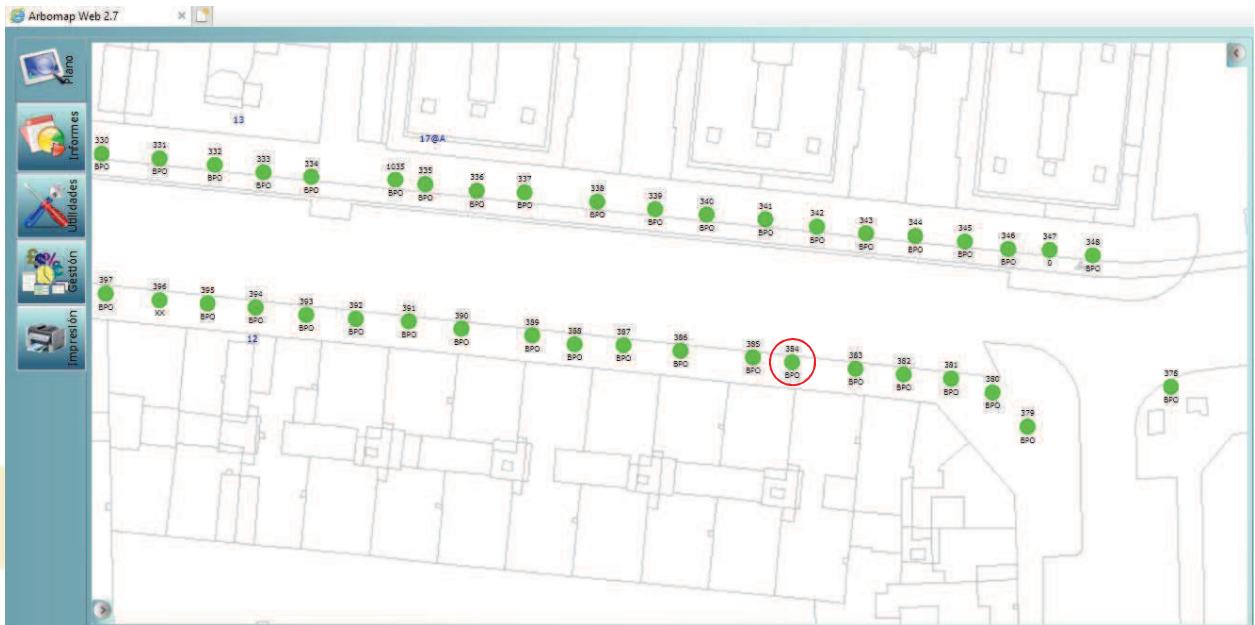 Arbomap Web 2.7
Plano
Informes
Utilidades
Gestión
Impresión
13
17@A
330
BPO
331
BPO
332
BPO
333
BPO
334
BPO
1035
BPO
335
BPO
336
BPO
337
BPO
338
BPO
339
BPO
340
BPO
341
BPO
342
BPO
343
BPO
344
BPO
345
BPO
346
BPO
347
0
348
BPO
397
BPO
396
XX
395
BPO
394
BPO
393
BPO
392
BPO
391
BPO
390
BPO
389
BPO
388
BPO
387
BPO
386
BPO
385
BPO
384
BPO
383
BPO
382
BPO
381
BPO
380
BPO
379
BPO
378
BPO
12